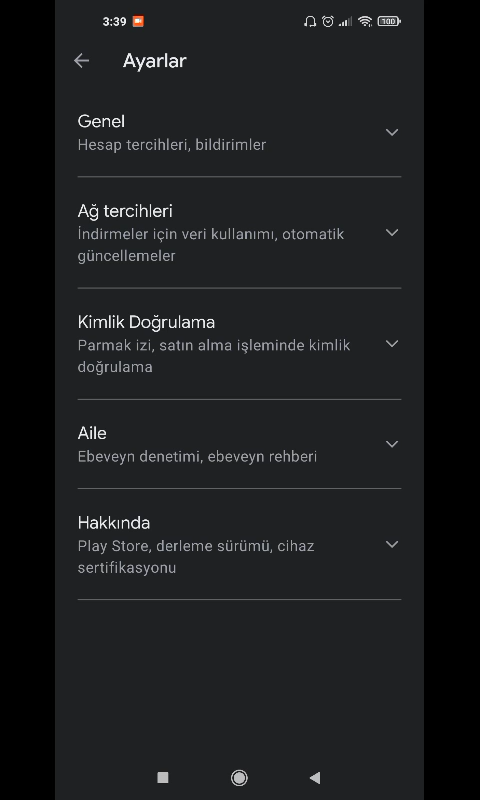 3:39
100
Ayarlar
Genel
Hesap tercihleri, bildirimler
Ağ tercihleri
İndirmeler için veri kullanımı, otomatik
güncellemeler
Kimlik Doğrulama
Parmak izi, satın alma işleminde kimlik
doğrulama
Aile
Ebeveyn denetimi, ebeveyn rehberi
Hakkında
Play Store, derleme sürümü, cihaz
sertifikasyonu